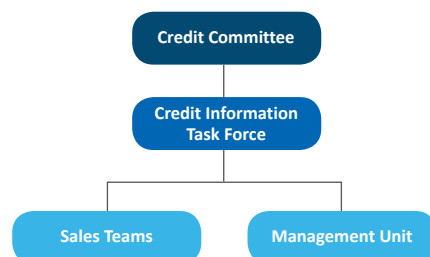 Credit Committee
Credit Information
Task Force
Sales Teams
Management Unit